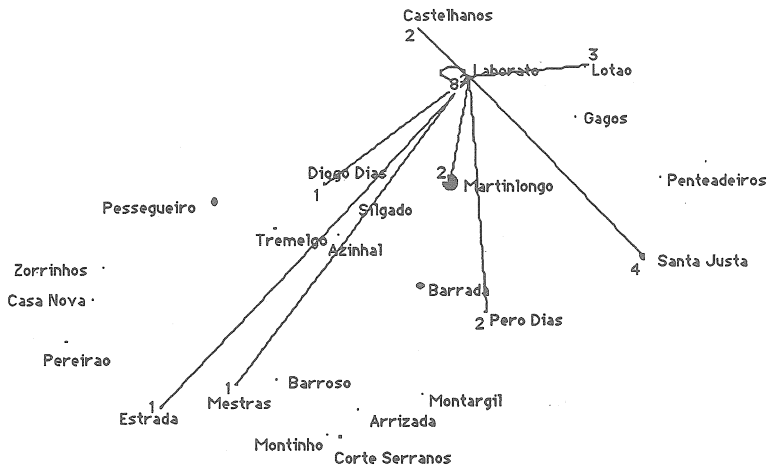 Castelhanos
2
3
Laborato
Lotao
8
Gagos
Diogo Dias
1
2
Martinlongo
Penteadeiros
Pessegueiro
Silgado
Tremelgo
Azinhal
Zorrinhos
Santa Justa
4
Casa Nova
Barrada
2
Pero Dias
Pereirao
Barroso
1
Mestras
1
Estrada
Montargil
Arrizada
Montinho
Corte Serranos